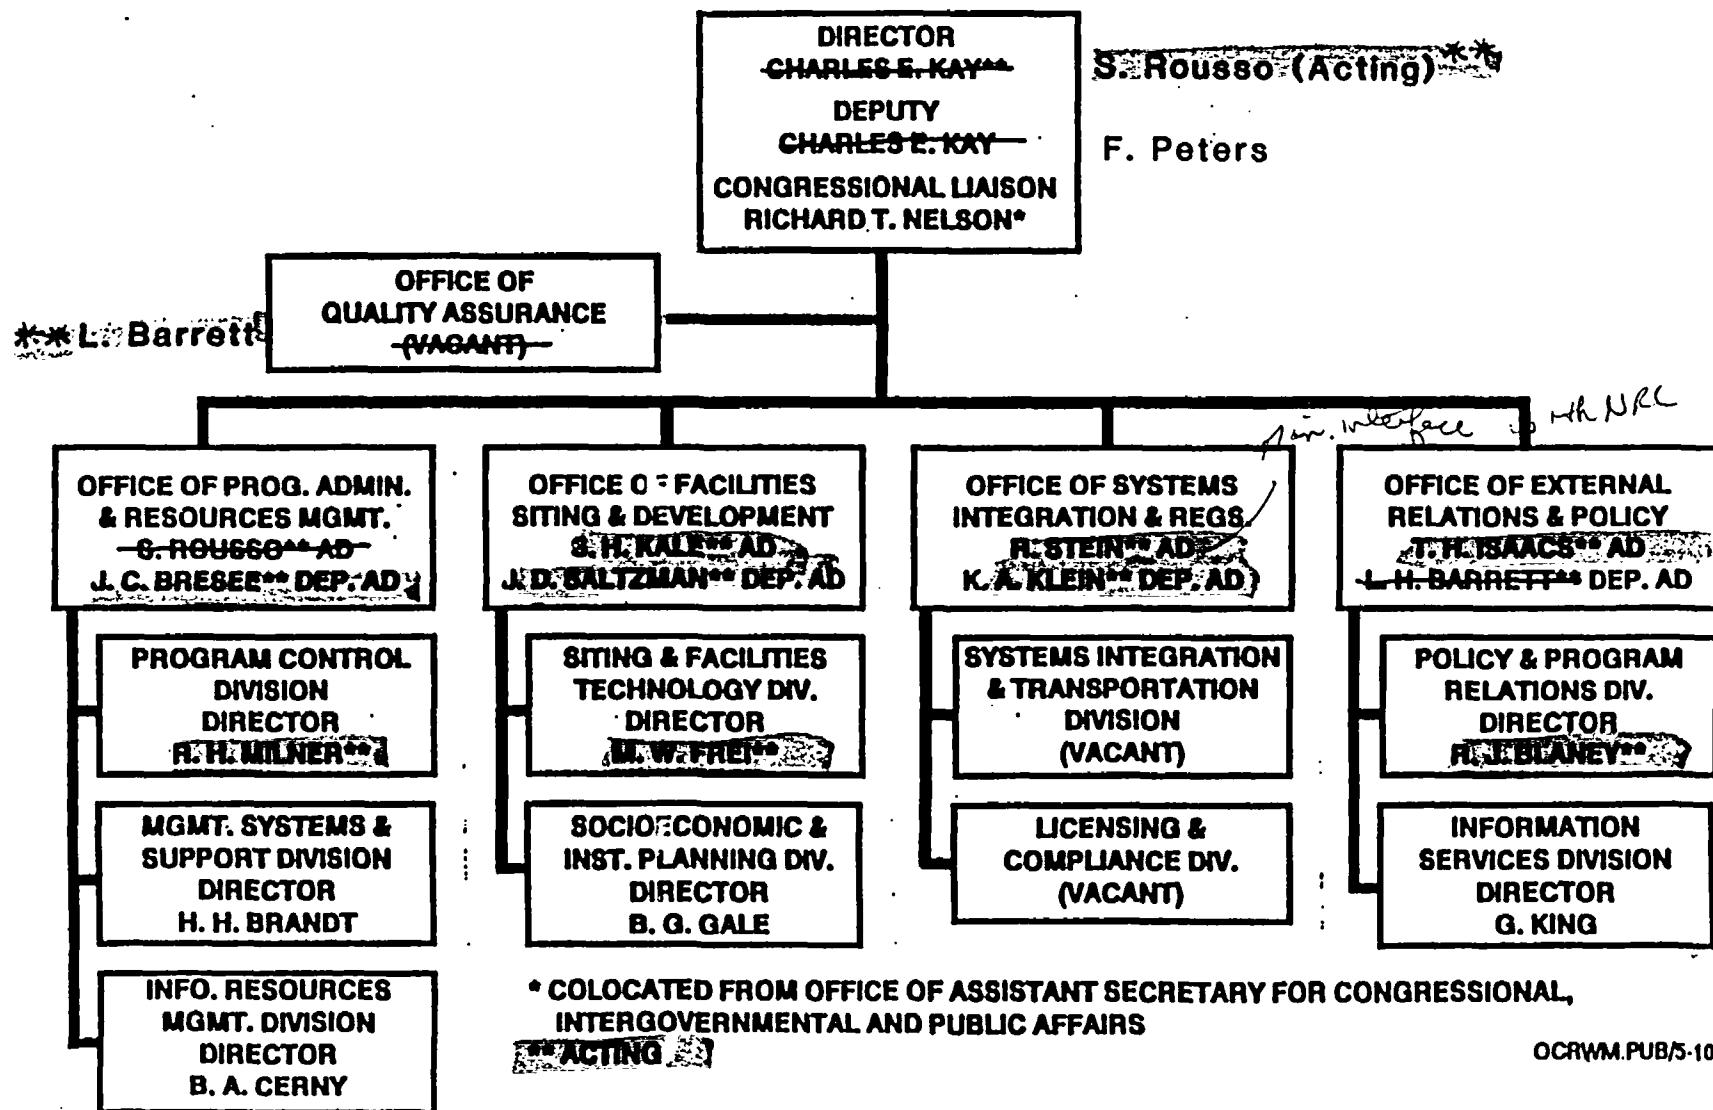 DIRECTOR
CHARLES E. KAY**
S. Rousso (Acting)**
DEPUTY
CHARLES E. KAY
F. Peters
CONGRESSIONAL LIAISON
RICHARD T. NELSON*
OFFICE OF
QUALITY ASSURANCE
(VACANT)
** L. Barrett
interface with NRC
OFFICE OF PROG. ADMIN.
& RESOURCES MGMT.
S. ROUSSO** AD
J. C. BRESEE** DEP. AD
OFFICE OF FACILITIES
SITING & DEVELOPMENT
S. H. KALE** AD
J. D. SALTZMAN** DEP. AD
OFFICE OF SYSTEMS
INTEGRATION & REGS.
R. STEIN** AD
K. A. KLEIN** DEP. AD
OFFICE OF EXTERNAL
RELATIONS & POLICY
T. H. ISAACS** AD
L. H. BARRETT** DEP. AD
PROGRAM CONTROL
DIVISION
DIRECTOR
R. H. MILNER**
SITING & FACILITIES
TECHNOLOGY DIV.
DIRECTOR
M. W. FREI**
SYSTEMS INTEGRATION
& TRANSPORTATION
DIVISION
(VACANT)
POLICY & PROGRAM
RELATIONS DIV.
DIRECTOR
R. J. BLANEY**
MGMT. SYSTEMS &
SUPPORT DIVISION
DIRECTOR
H. H. BRANDT
SOCIOECONOMIC &
INST. PLANNING DIV.
DIRECTOR
B. G. GALE
LICENSING &
COMPLIANCE DIV.
(VACANT)
INFORMATION
SERVICES DIVISION
DIRECTOR
G. KING
INFO. RESOURCES
MGMT. DIVISION
DIRECTOR
B. A. CERNY
* COLOCATED FROM OFFICE OF ASSISTANT SECRETARY FOR CONGRESSIONAL,
INTERGOVERNMENTAL AND PUBLIC AFFAIRS
** ACTING
OCRWM.PUB/5-10